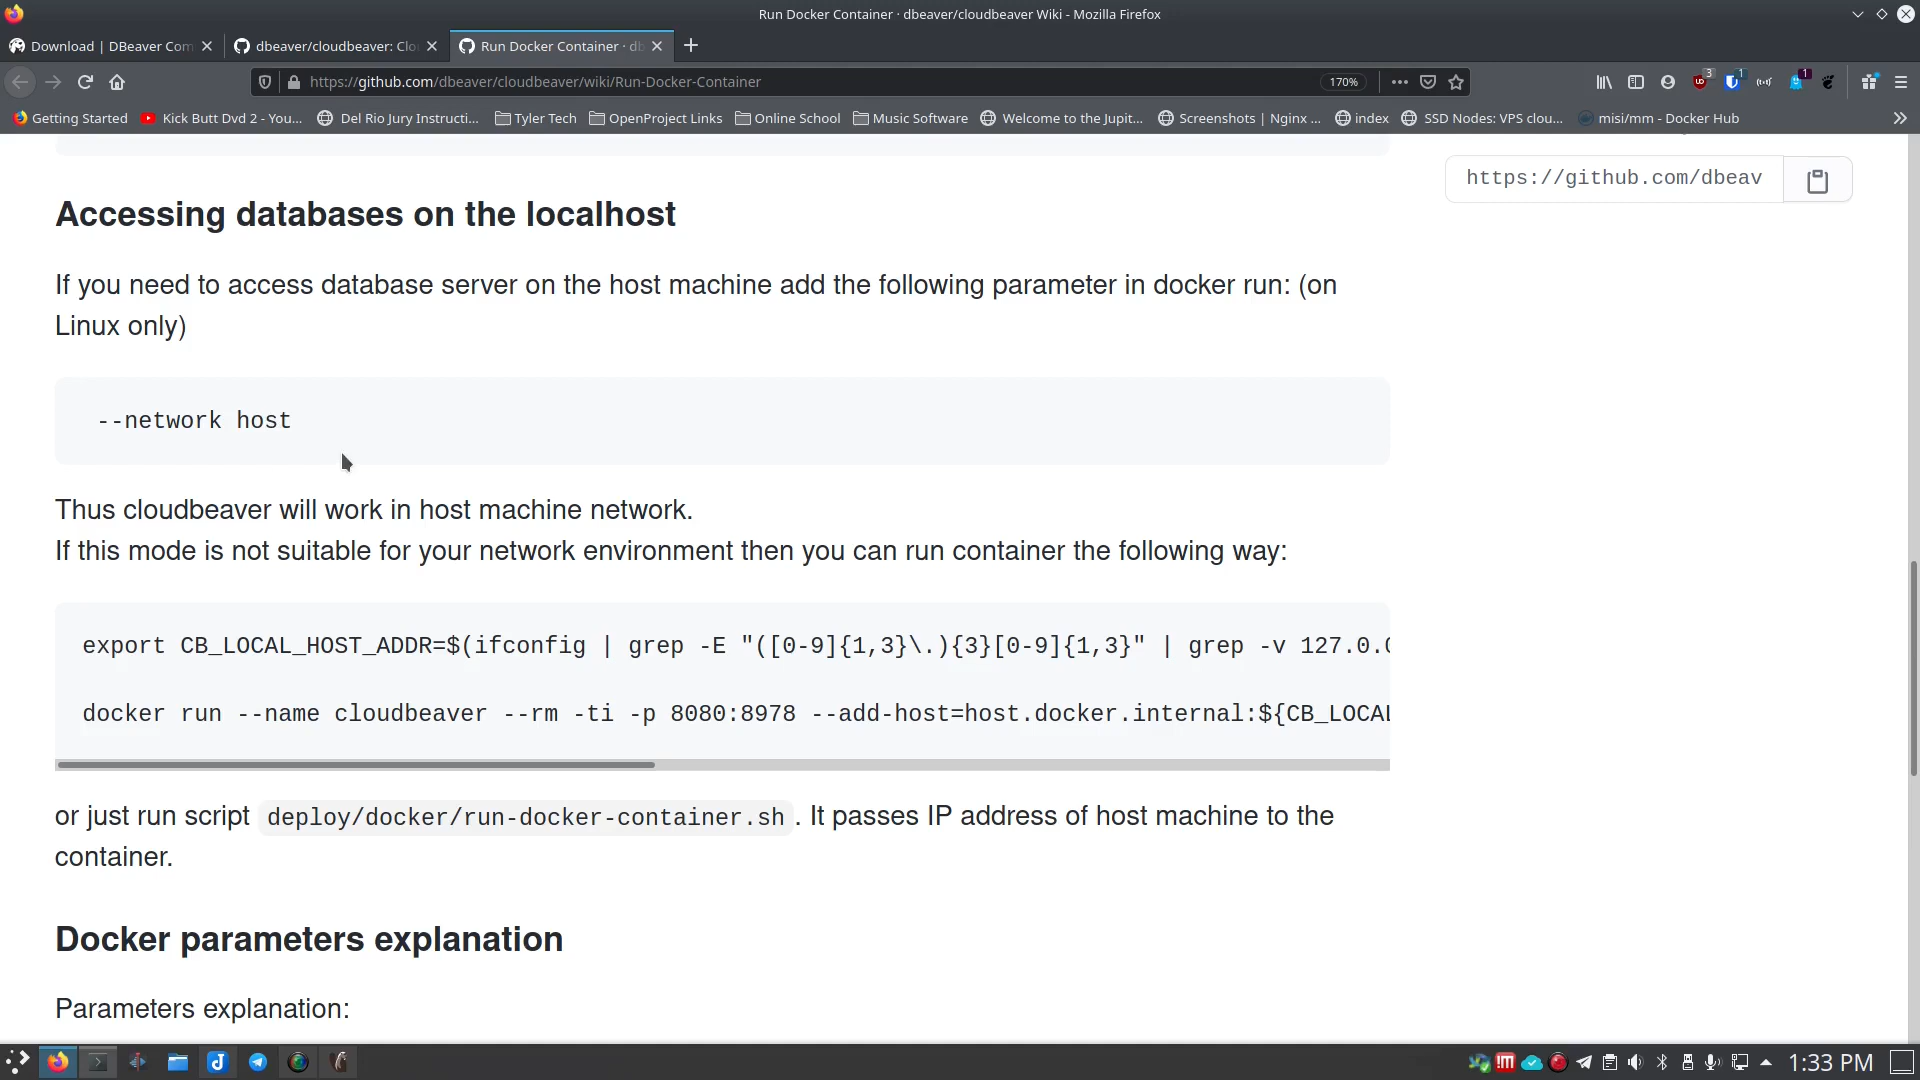 Run Docker Container · dbeaver/cloudbeaver Wiki - Mozilla Firefox
Download | DBeaver Com
dbeaver/cloudbeaver: Clo
Run Docker Container · db
https://github.com/dbeaver/cloudbeaver/wiki/Run-Docker-Container
170%
3
1
1
Getting Started
Kick Butt Dvd 2 - You...
Del Rio Jury Instructi...
Tyler Tech
OpenProject Links
Online School
Music Software
Welcome to the Jupit...
Screenshots | Nginx ...
index
SSD Nodes: VPS clou...
misi/mm - Docker Hub
https://github.com/dbeav
Accessing databases on the localhost
If you need to access database server on the host machine add the following parameter in docker run: (on
Linux only)
--network host
Thus cloudbeaver will work in host machine network.
If this mode is not suitable for your network environment then you can run container the following way:
export CB_LOCAL_HOST_ADDR=$(ifconfig | grep -E "([0-9]{1,3}\.){3}[0-9]{1,3}" | grep -v 127.0.0
docker run --name cloudbeaver --rm -ti -p 8080:8978 --add-host=host.docker.internal:${CB_LOCAL
or just run script deploy/docker/run-docker-container.sh . It passes IP address of host machine to the
container.
Docker parameters explanation
Parameters explanation:
1:33 PM